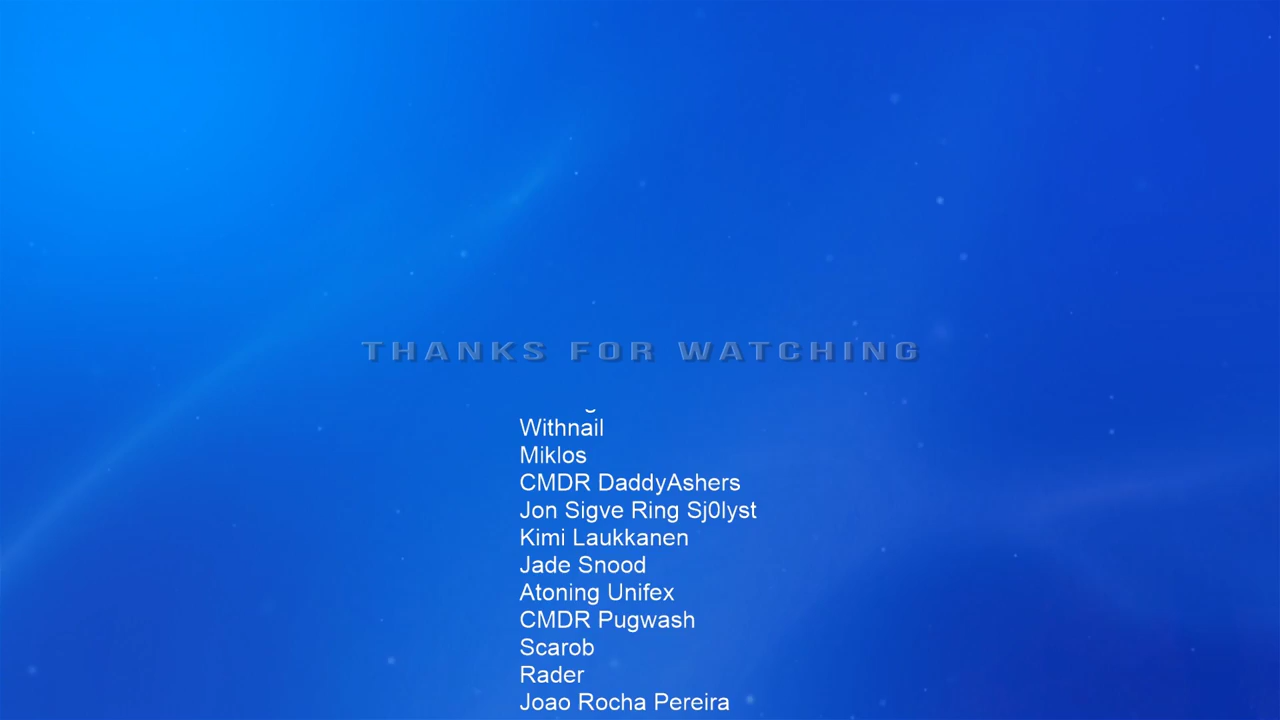 THANKS FOR WATCHING
Withnail
Miklos
CMDR DaddyAshers
Jon Sigve Ring Sj0lyst
Kimi Laukkanen
Jade Snood
Atoning Unifex
CMDR Pugwash
Scarob
Rader
Joao Rocha Pereira